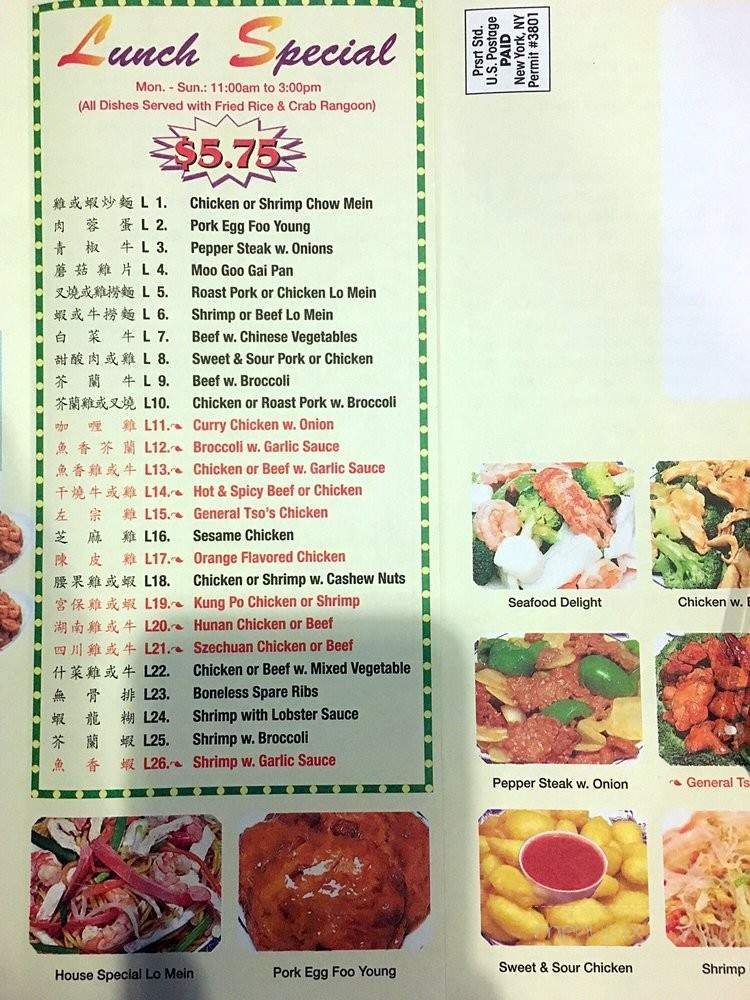 Lunch Special
Mon. - Sun.: 11:00am to 3:00pm
(All Dishes Served with Fried Rice & Crab Rangoon)
$5.75
雞或蝦炒麵 L 1. Chicken or Shrimp Chow Mein
肉蓉蛋 L 2. Pork Egg Foo Young
青椒牛 L 3. Pepper Steak w. Onions
蘑菇雞片 L 4. Moo Goo Gai Pan
叉燒或雞撈麵 L 5. Roast Pork or Chicken Lo Mein
蝦或牛撈麵 L 6. Shrimp or Beef Lo Mein
白菜牛 L 7. Beef w. Chinese Vegetables
甜酸肉或雞 L 8. Sweet & Sour Pork or Chicken
芥蘭牛 L 9. Beef w. Broccoli
芥蘭雞或叉燒 L10. Chicken or Roast Pork w. Broccoli
咖喱雞 L11. Curry Chicken w. Onion
魚香芥蘭 L12. Broccoli w. Garlic Sauce
魚香雞或牛 L13. Chicken or Beef w. Garlic Sauce
干燒牛或雞 L14. Hot & Spicy Beef or Chicken
左宗雞 L15. General Tso's Chicken
芝麻雞 L16. Sesame Chicken
陳皮雞 L17. Orange Flavored Chicken
腰果雞或蝦 L18. Chicken or Shrimp w. Cashew Nuts
宮保雞或蝦 L19. Kung Po Chicken or Shrimp
湖南雞或牛 L20. Hunan Chicken or Beef
四川雞或牛 L21. Szechuan Chicken or Beef
什菜雞或牛 L22. Chicken or Beef w. Mixed Vegetable
無骨排 L23. Boneless Spare Ribs
蝦龍糊 L24. Shrimp with Lobster Sauce
芥蘭蝦 L25. Shrimp w. Broccoli
魚香蝦 L26. Shrimp w. Garlic Sauce
House Special Lo Mein
Pork Egg Foo Young
Prsrt Std.
U.S. Postage
PAID
New York, NY
Permit #3801
Seafood Delight
Chicken w.
Pepper Steak w. Onion
General Ts
Sweet & Sour Chicken
Shrimp